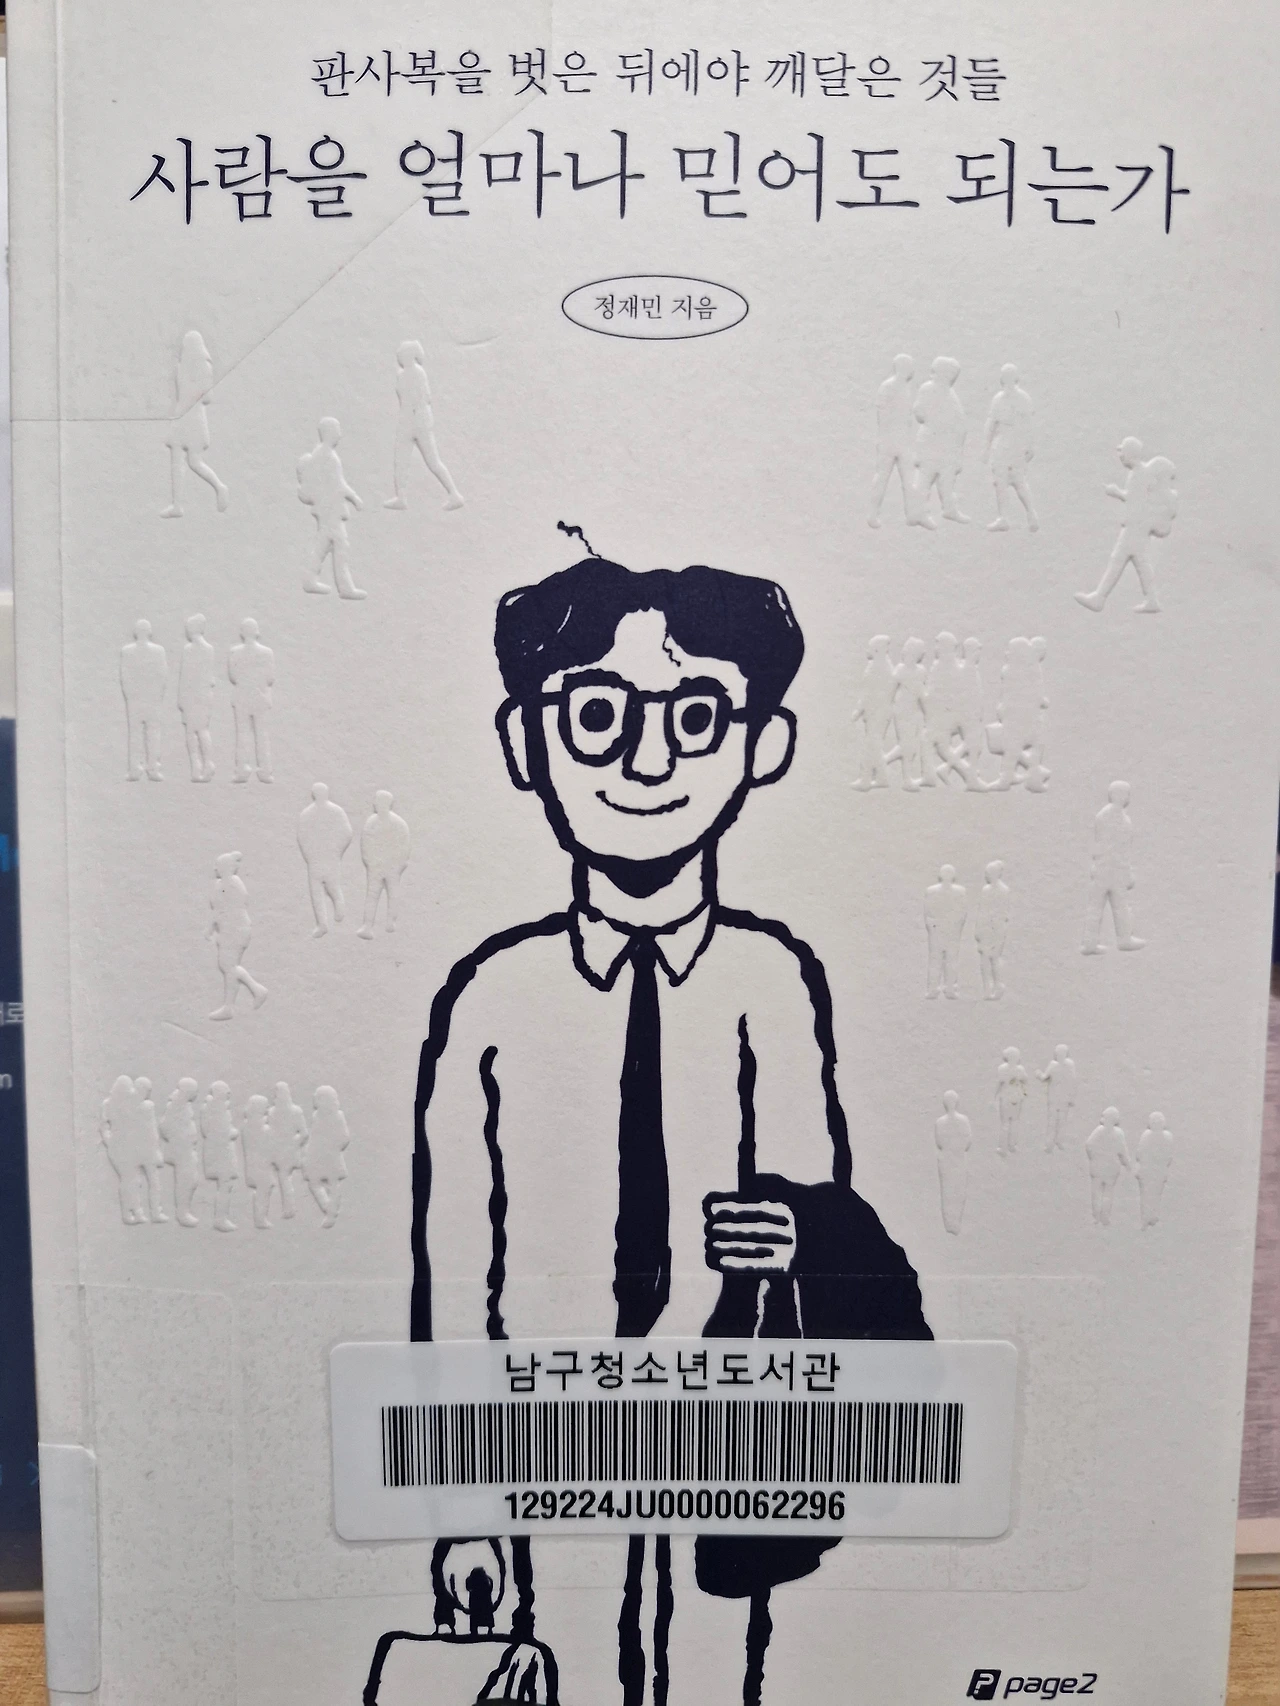 판사복을 벗은 뒤에야 깨달은 것들
사람을 얼마나 믿어도 되는가
정재민 지음
남구청소년도서관
129224JU0000062296
page2